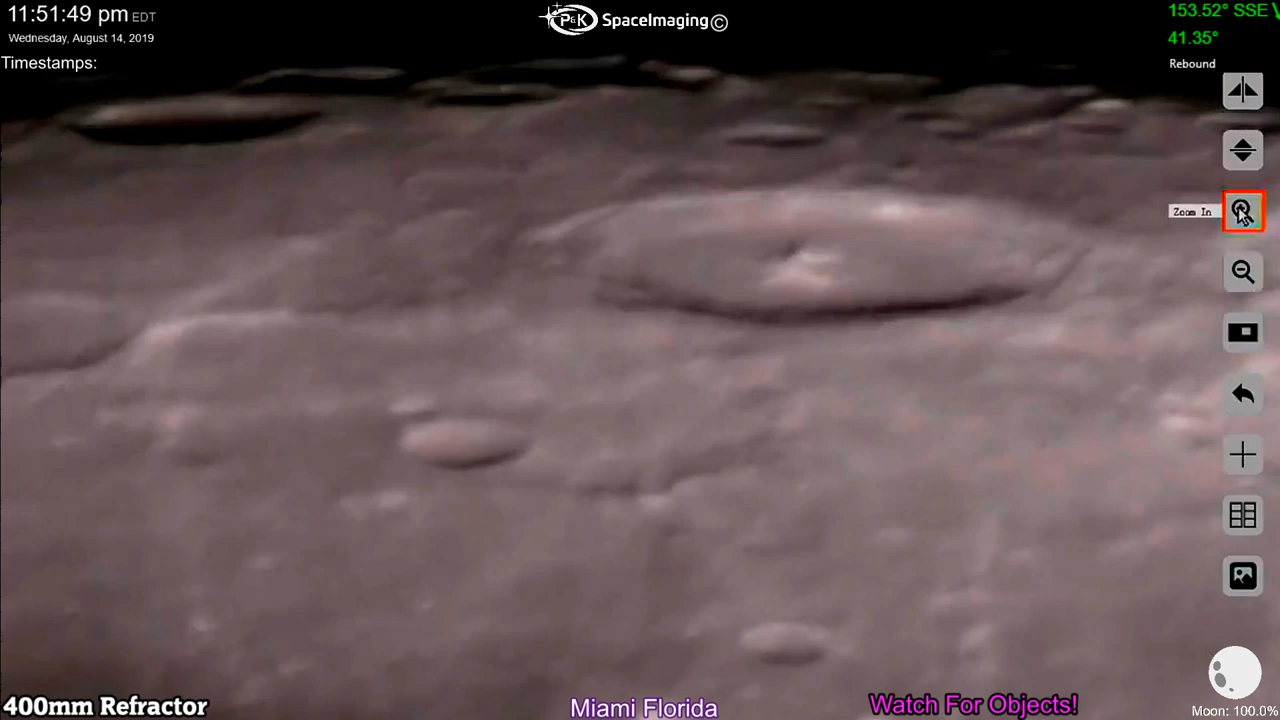 11:51:49 pm EDT
Wednesday, August 14, 2019
Timestamps:
P&K SpaceImaging©
153.52° SSE
41.35°
Rebound
Zoom In
400mm Refractor
Miami Florida
Watch For Objects!
Moon: 100.0%